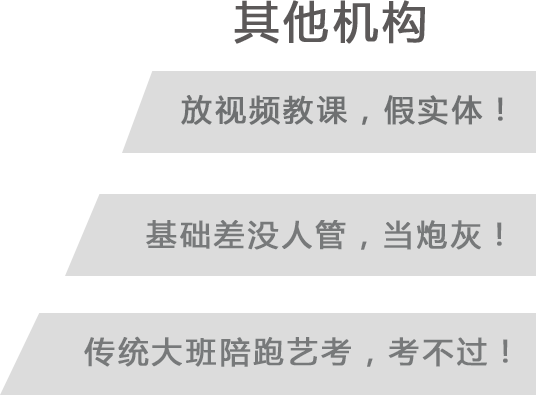 其他机构
放视频教课，假实体！
基础差没人管，当炮灰！
传统大班陪跑艺考，考不过！